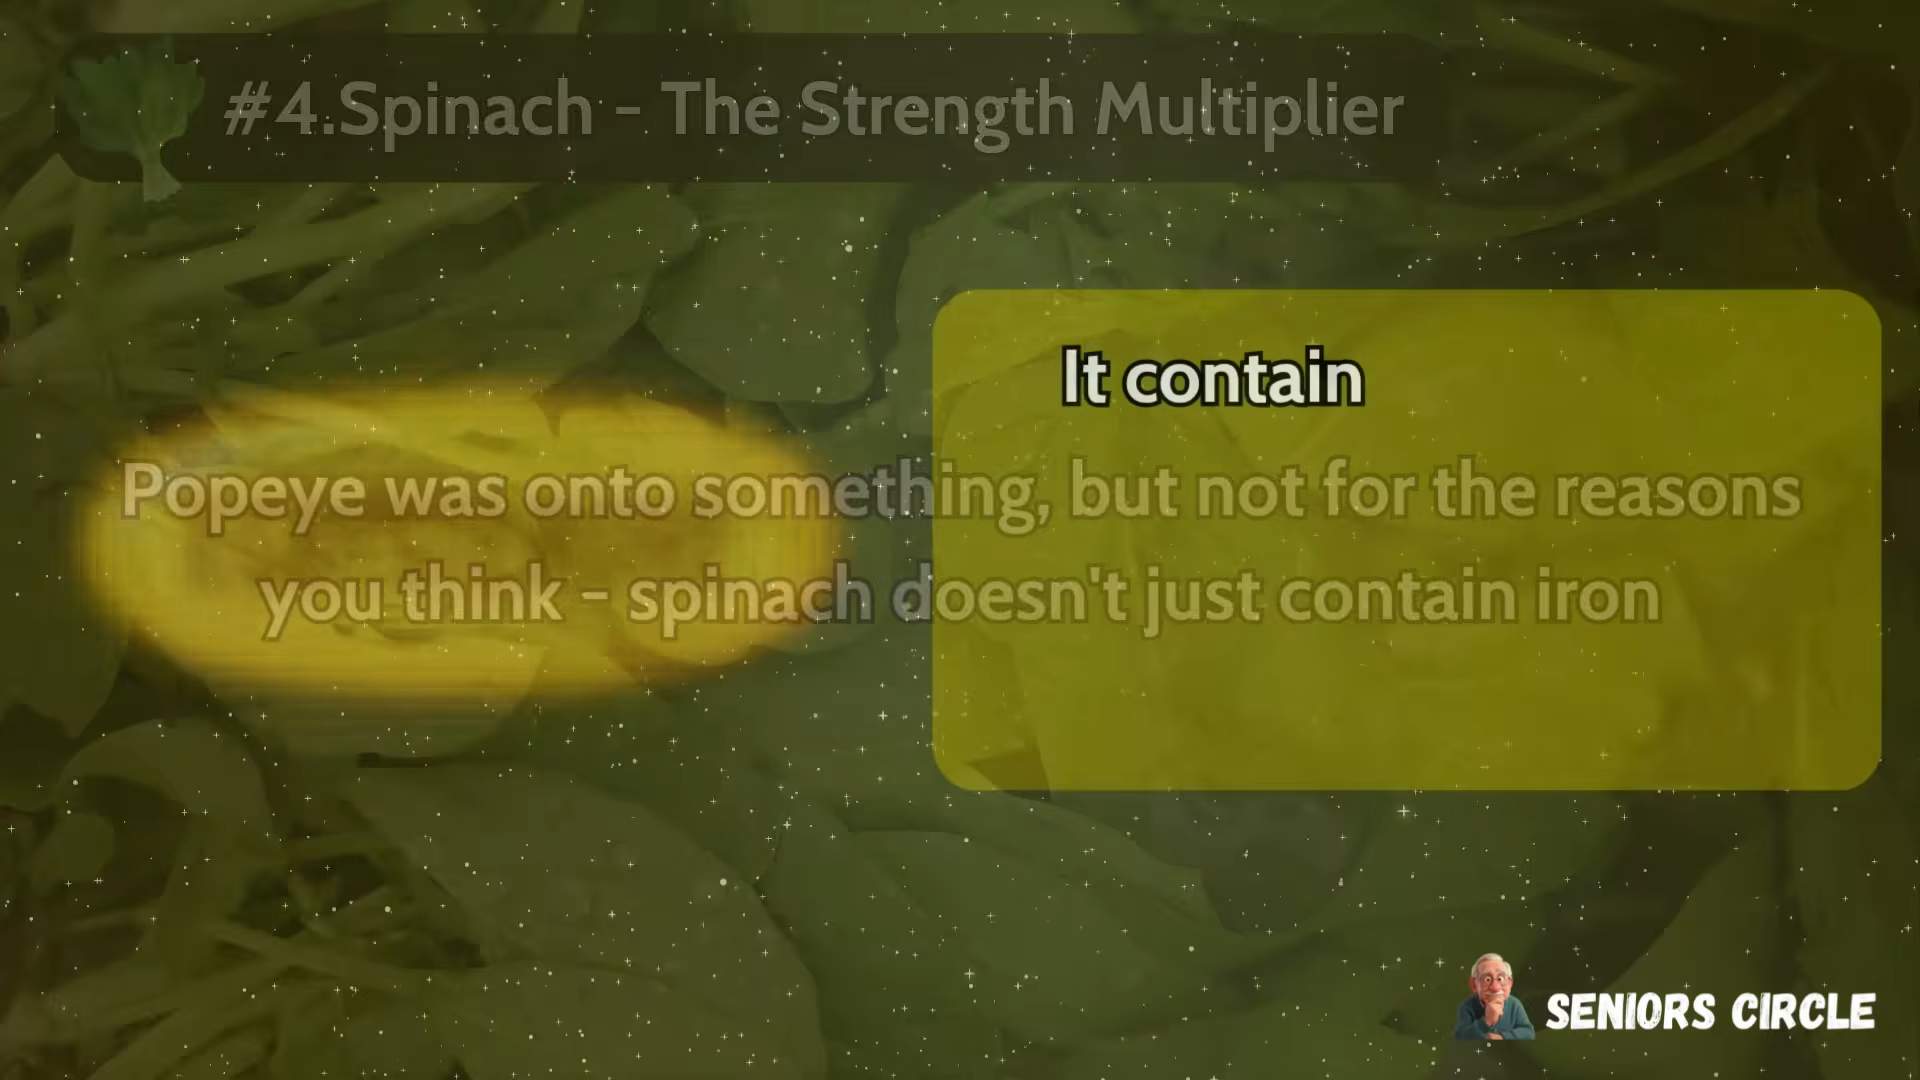 #4.Spinach - The Strength Multiplier
It contain
Popeye was onto something, but not for the reasons
you think - spinach doesn't just contain iron
SENIORS CIRCLE